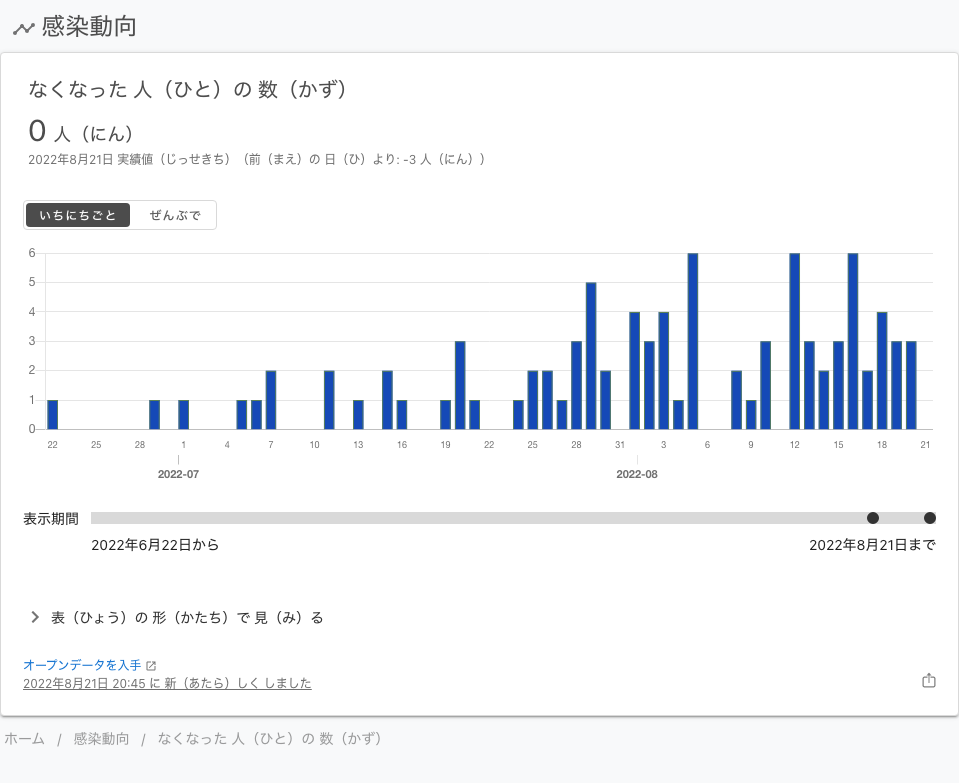 感染動向
なくなった 人（ひと）の 数（かず）
0 人（にん）
2022年8月21日 実績値（じっせきち）（前（まえ）の 日（ひ）より: -3 人（にん））
いちにちごと ぜんぶで
6
5
4
3
2
1
0
22 25 28 1 4 7 10 13 16 19 22 25 28 31 3 6 9 12 15 18 21
2022-07 2022-08
表示期間
2022年6月22日から 2022年8月21日まで
表（ひょう）の 形（かたち）で 見（み）る
オープンデータを入手
2022年8月21日 20:45 に 新（あたら）しく しました
ホーム / 感染動向 / なくなった 人（ひと）の 数（かず）